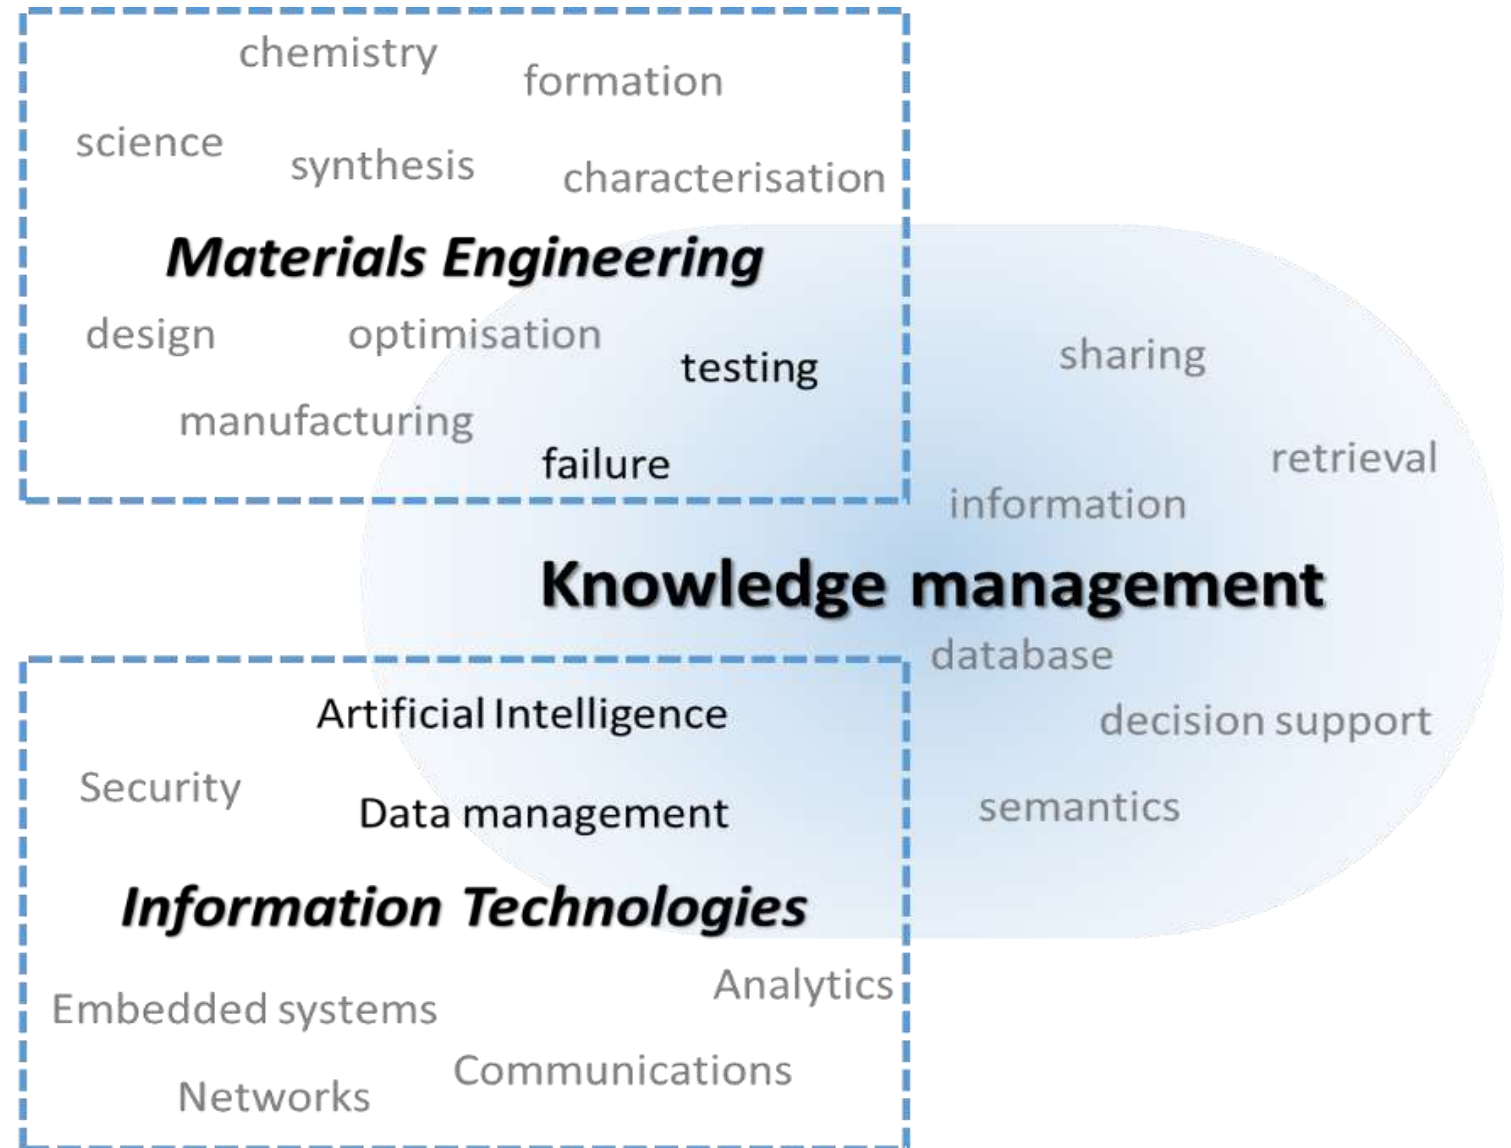 chemistry
formation
science
synthesis
characterisation
Materials Engineering
design
optimisation
testing
manufacturing
failure
sharing
retrieval
information
Knowledge management
database
decision support
semantics
Artificial Intelligence
Security
Data management
Information Technologies
Analytics
Embedded systems
Communications
Networks